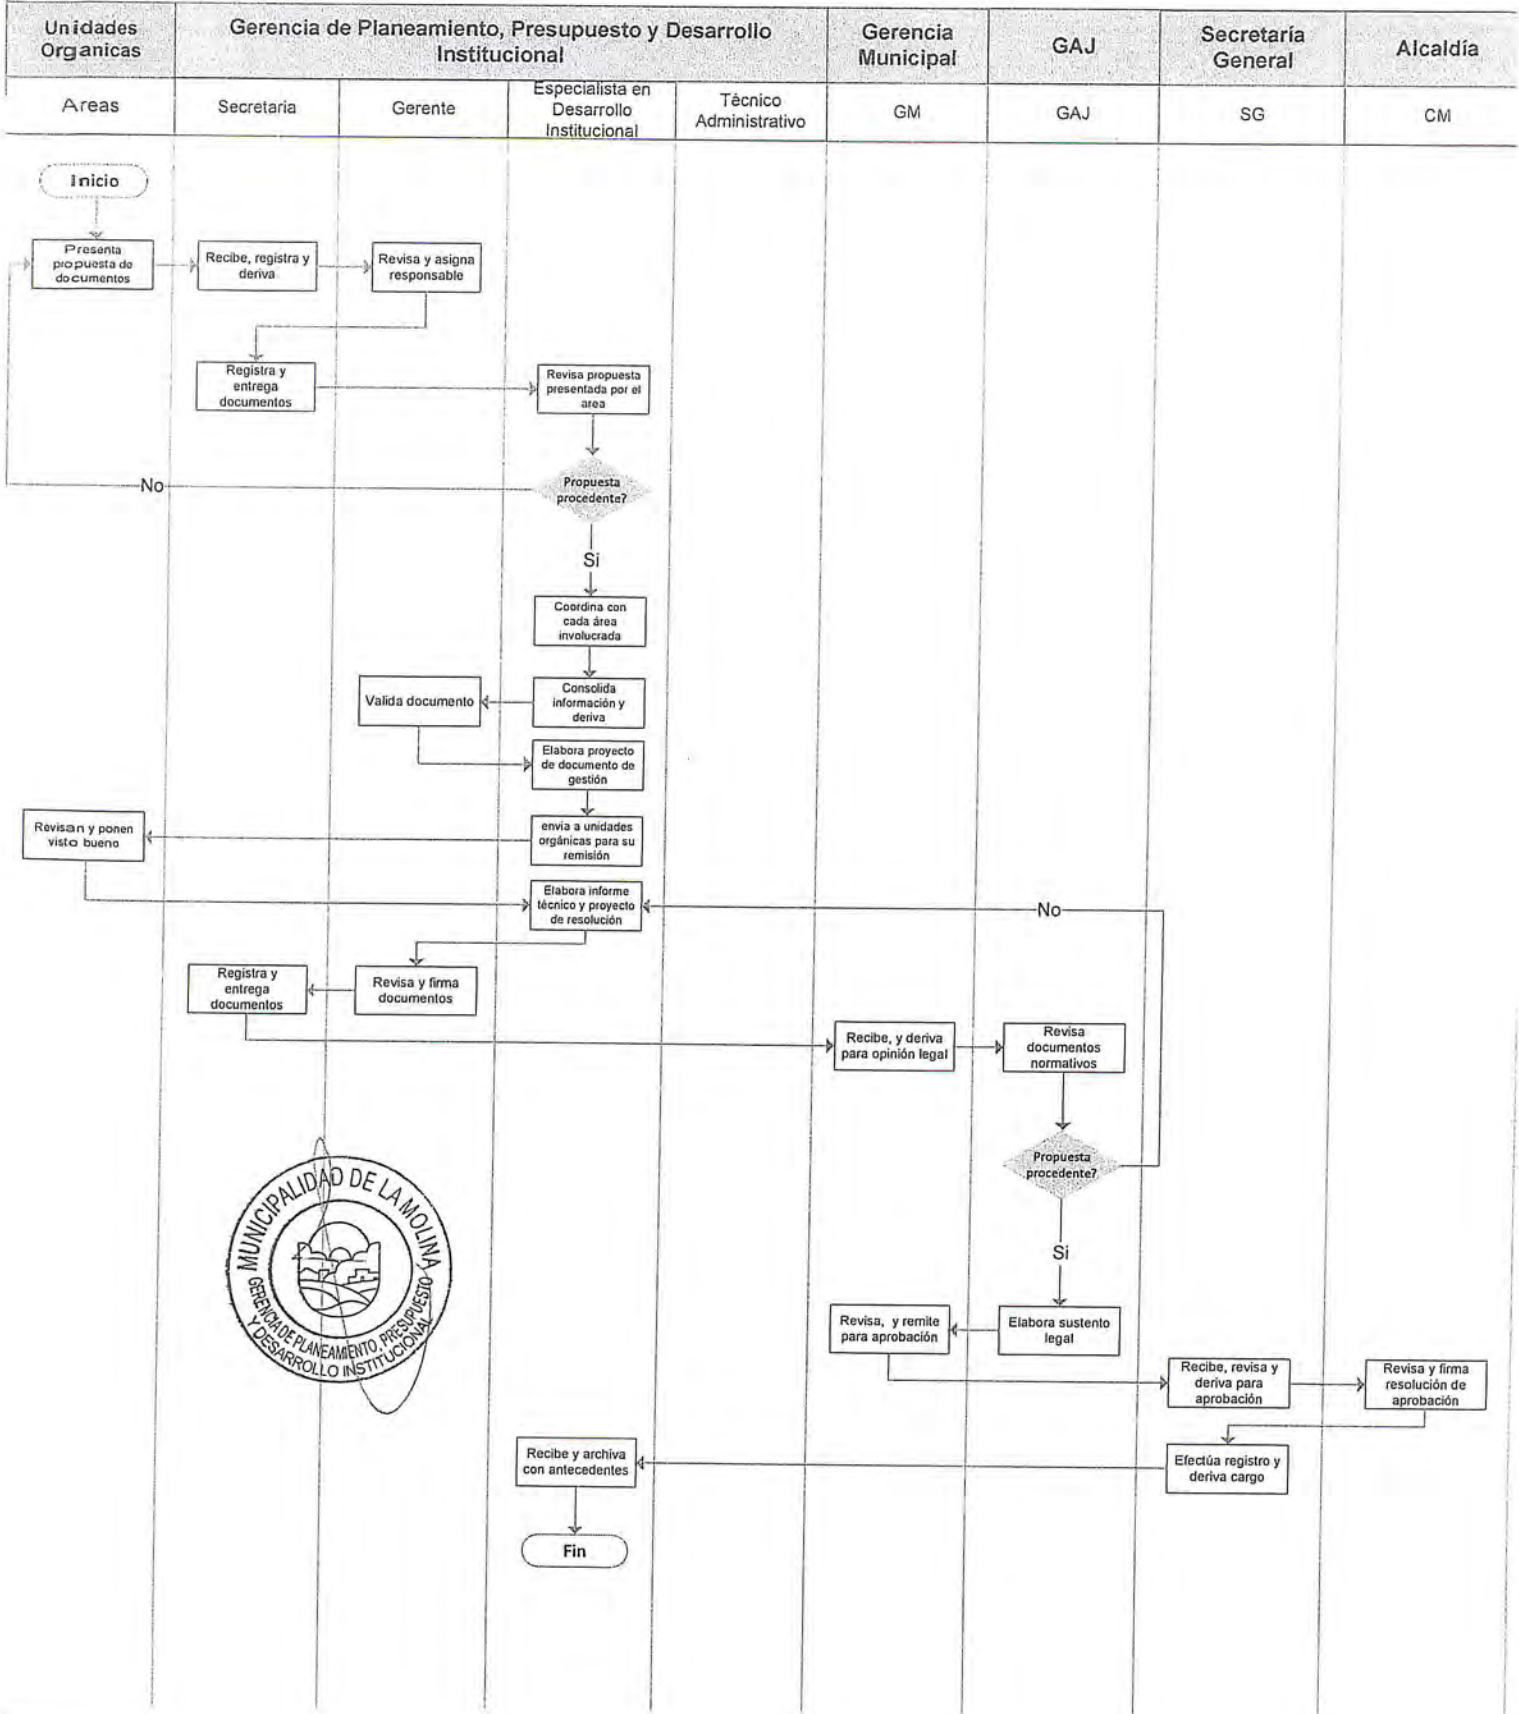 Unidades
Organicas
Gerencia de Planeamiento, Presupuesto y Desarrollo
Institucional
Gerencia
Municipal
GAJ
Secretaría
General
Alcaldía
Areas
Secretaria
Gerente
Especialista en
Desarrollo
Institucional
Técnico
Administrativo
GM
GAJ
SG
CM
Inicio
Presenta
propuesta de
documentos
Recibe, registra y
deriva
Revisa y asigna
responsable
Registra y
entrega
documentos
Revisa propuesta
presentada por el
area
No
Propuesta
procedente?
Si
Coordina con
cada área
involucrada
Valida documento
Consolida
información y
deriva
Elabora proyecto
de documento de
gestión
Revisan y ponen
visto bueno
envia a unidades
orgánicas para su
remisión
Elabora informe
técnico y proyecto
de resolución
No
Registra y
entrega
documentos
Revisa y firma
documentos
Recibe, y deriva
para opinión legal
Revisa
documentos
normativos
Propuesta
procedente?
Si
MUNICIPALIDAD DE LA MOLINA
GERENCIA DE PLANEAMIENTO, PRESUPUESTO
Y DESARROLLO INSTITUCIONAL
Revisa, y remite
para aprobación
Elabora sustento
legal
Recibe, revisa y
deriva para
aprobación
Revisa y firma
resolución de
aprobación
Recibe y archiva
con antecedentes
Efectúa registro y
deriva cargo
Fin